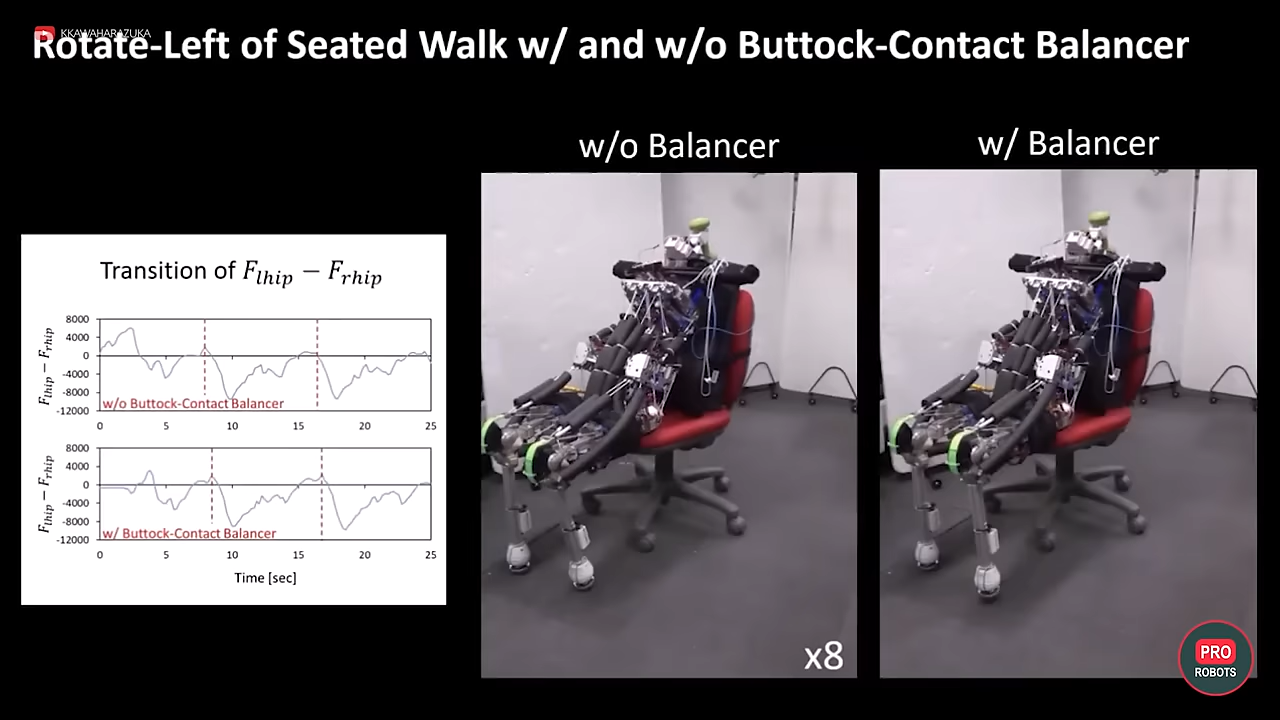 KKAWAHARAZUKA
Rotate-Left of Seated Walk w/ and w/o Buttock-Contact Balancer
w/o Balancer
w/ Balancer
Transition of F_lhip − F_rhip
F_lhip − F_rhip
8000
4000
0
-4000
-8000
-12000
w/o Buttock-Contact Balancer
0 5 10 15 20 25
F_lhip − F_rhip
8000
4000
0
-4000
-8000
-12000
w/ Buttock-Contact Balancer
0 5 10 15 20 25
Time [sec]
x8
PRO
ROBOTS